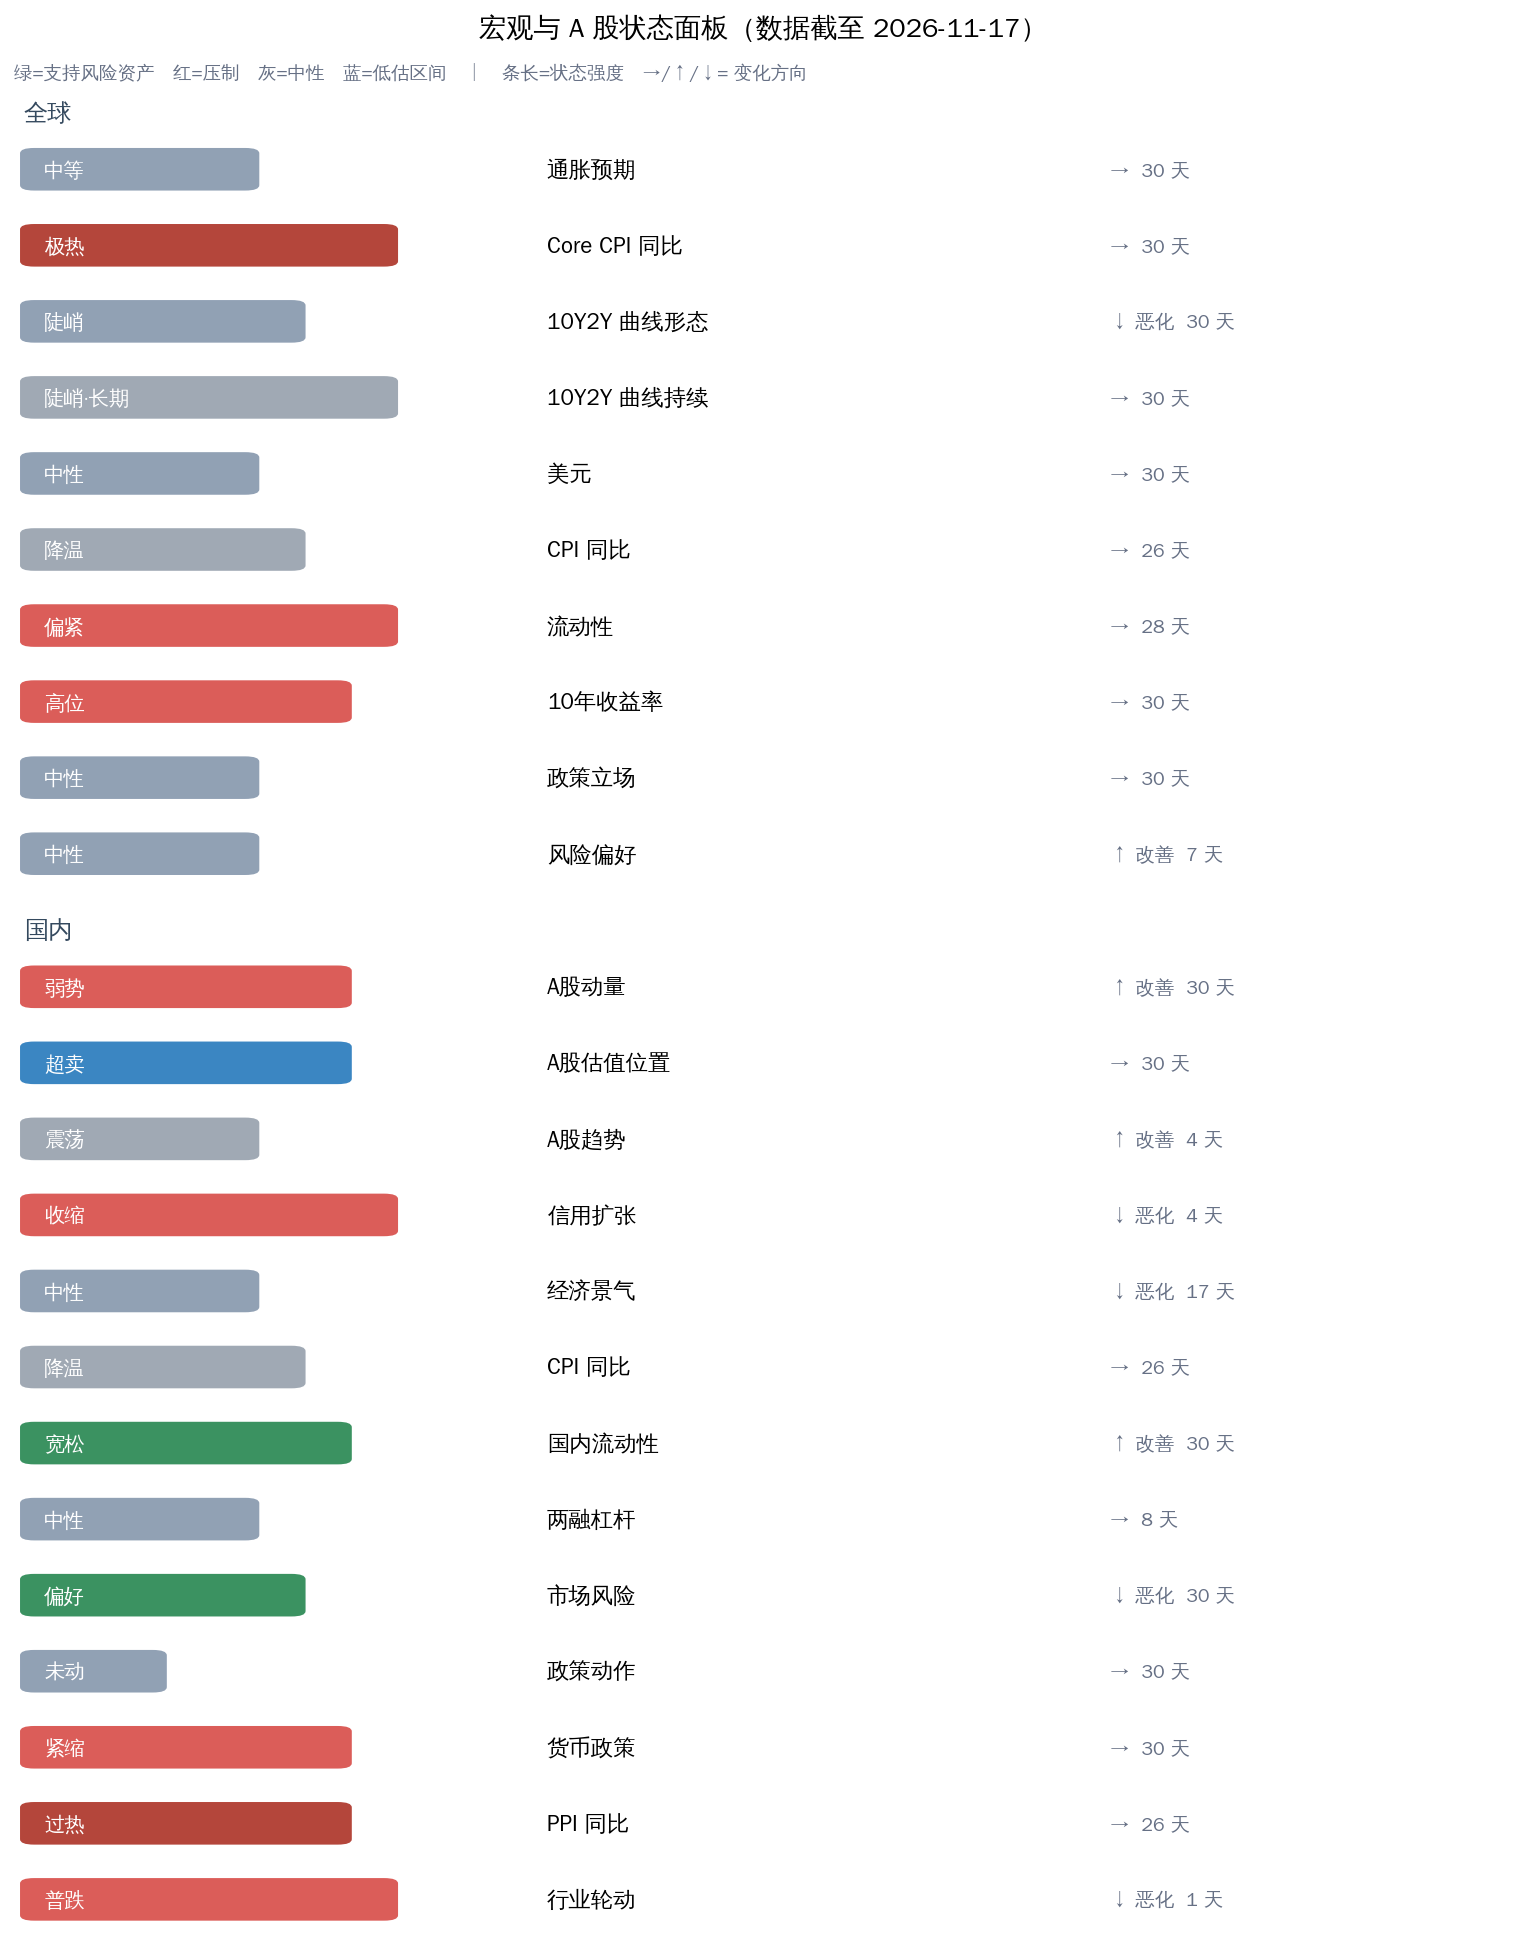 宏观与 A 股状态面板（数据截至 2026-11-17）
绿=支持风险资产 红=压制 灰=中性 蓝=低估区间 | 条长=状态强度 →/↑/↓= 变化方向
全球
中等 通胀预期 → 30 天
极热 Core CPI 同比 → 30 天
陡峭 10Y2Y 曲线形态 ↓ 恶化 30 天
陡峭·长期 10Y2Y 曲线持续 → 30 天
中性 美元 → 30 天
降温 CPI 同比 → 26 天
偏紧 流动性 → 28 天
高位 10年收益率 → 30 天
中性 政策立场 → 30 天
中性 风险偏好 ↑ 改善 7 天
国内
弱势 A股动量 ↑ 改善 30 天
超卖 A股估值位置 → 30 天
震荡 A股趋势 ↑ 改善 4 天
收缩 信用扩张 ↓ 恶化 4 天
中性 经济景气 ↓ 恶化 17 天
降温 CPI 同比 → 26 天
宽松 国内流动性 ↑ 改善 30 天
中性 两融杠杆 → 8 天
偏好 市场风险 ↓ 恶化 30 天
未动 政策动作 → 30 天
紧缩 货币政策 → 30 天
过热 PPI 同比 → 26 天
普跌 行业轮动 ↓ 恶化 1 天